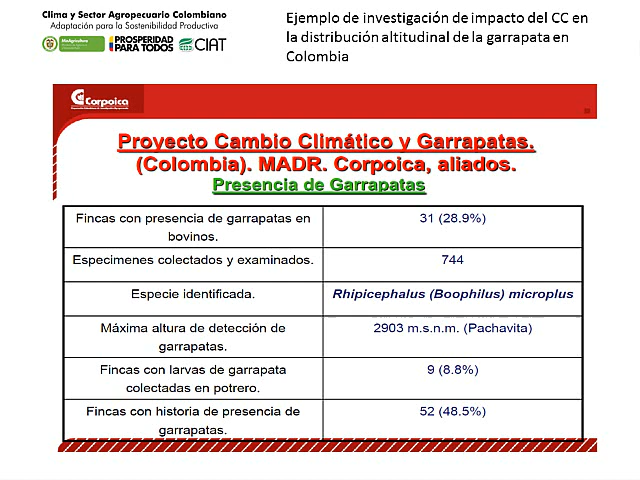 Clima y Sector Agropecuario Colombiano
Adaptación para la Sostenibilidad Productiva
MinAgricultura
PROSPERIDAD
PARA TODOS
CIAT
Ejemplo de investigación de impacto del CC en
la distribución altitudinal de la garrapata en
Colombia
Corpoica
Proyecto Cambio Climático y Garrapatas.
(Colombia). MADR. Corpoica, aliados.
Presencia de Garrapatas
Fincas con presencia de garrapatas en
bovinos.
31 (28.9%)
Especimenes colectados y examinados.
744
Especie identificada.
Rhipicephalus (Boophilus) microplus
Máxima altura de detección de
garrapatas.
2903 m.s.n.m. (Pachavita)
Fincas con larvas de garrapata
colectadas en potrero.
9 (8.8%)
Fincas con historia de presencia de
garrapatas.
52 (48.5%)